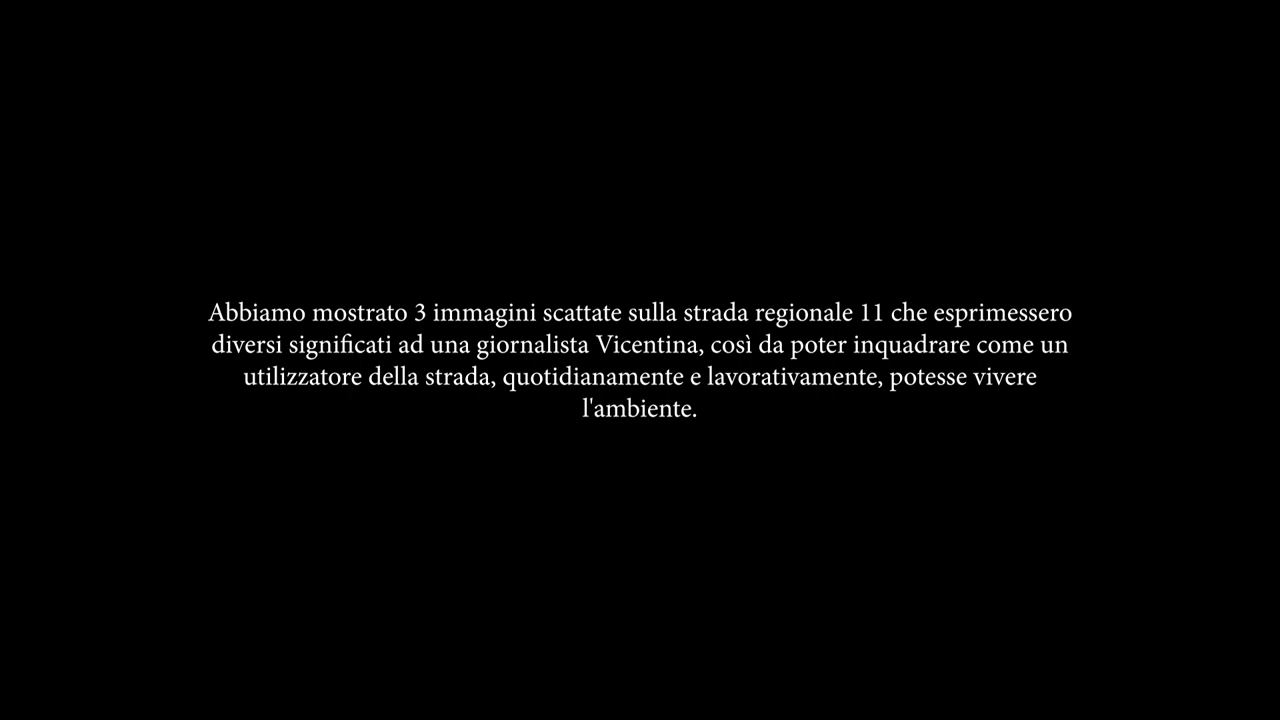 Abbiamo mostrato 3 immagini scattate sulla strada regionale 11 che esprimessero
diversi significati ad una giornalista Vicentina, così da poter inquadrare come un
utilizzatore della strada, quotidianamente e lavorativamente, potesse vivere
l'ambiente.